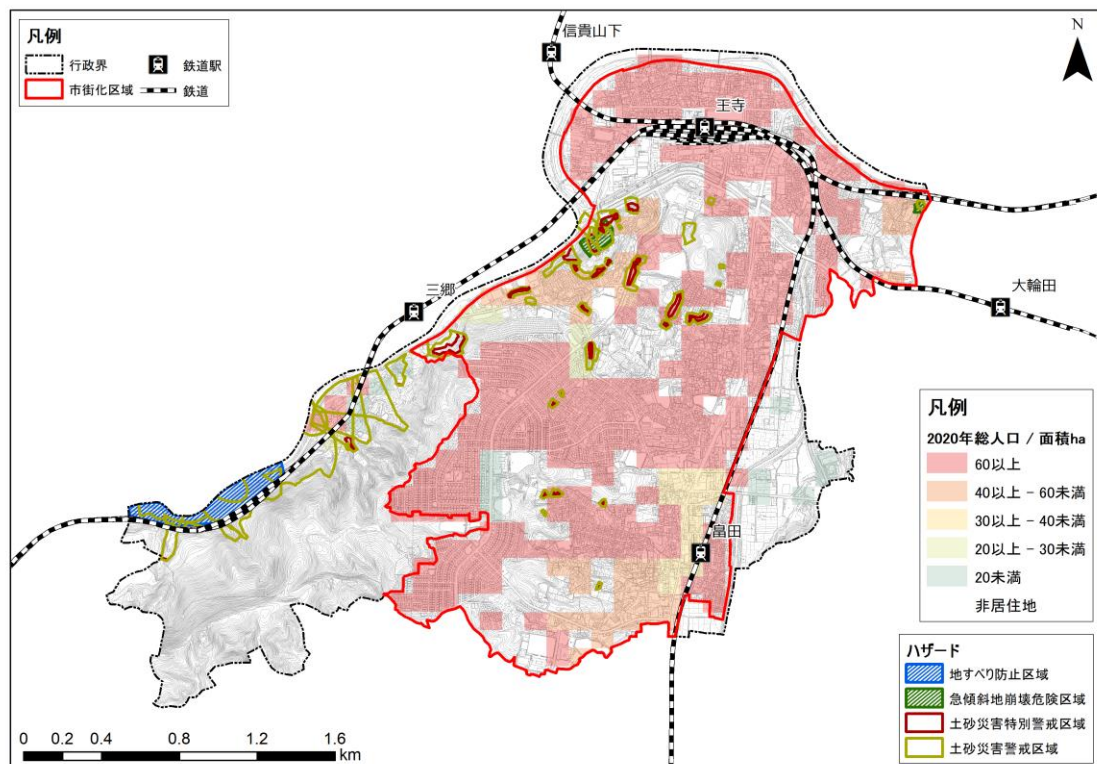 凡例
行政界
鉄道駅
市街化区域
鉄道
信貴山下
N
王寺
三郷
大輪田
畠田
凡例
2020年総人口 / 面積ha
60以上
40以上 − 60未満
30以上 − 40未満
20以上 − 30未満
20未満
非居住地
ハザード
地すべり防止区域
急傾斜地崩壊危険区域
土砂災害特別警戒区域
土砂災害警戒区域
0 0.2 0.4 0.8 1.2 1.6
km